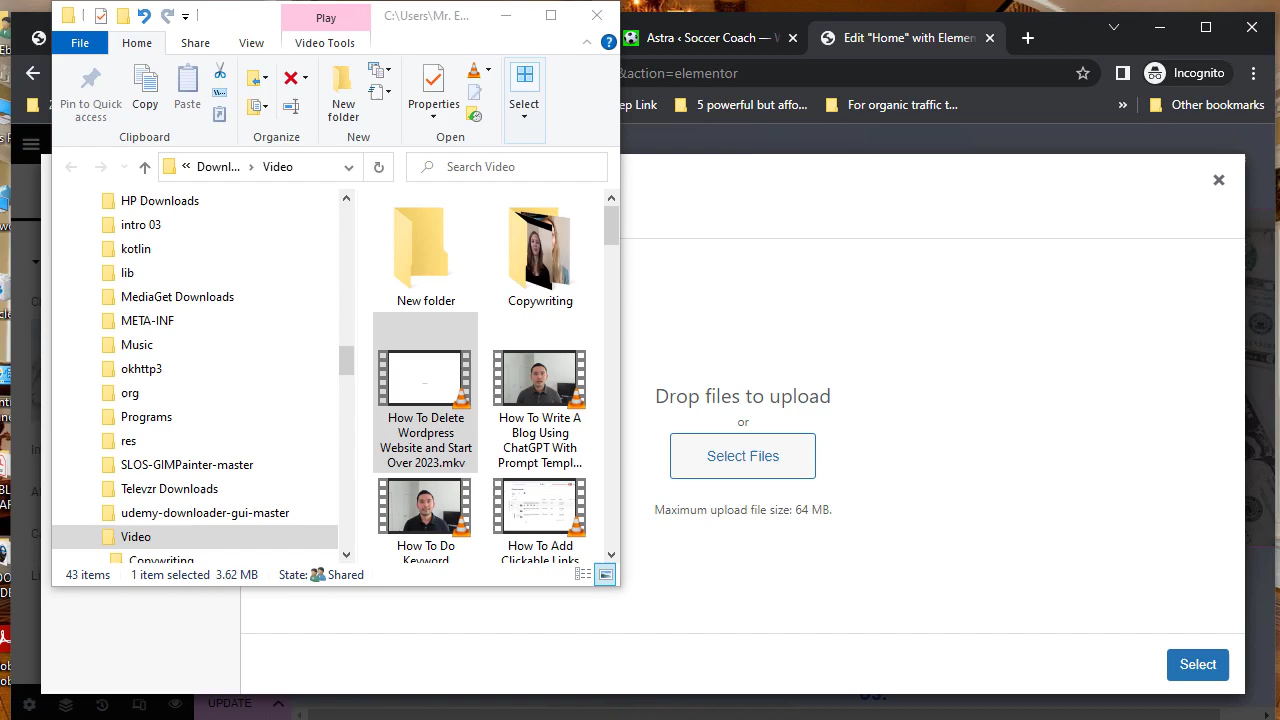 Play
C:\Users\Mr. E...
File
Home
Share
View
Video Tools
Pin to Quick access
Copy
Paste
New folder
Properties
Select
Clipboard
Organize
New
Open
« Downl... > Video
Search Video
HP Downloads
intro 03
kotlin
lib
MediaGet Downloads
META-INF
Music
okhttp3
org
Programs
res
SLOS-GIMPainter-master
Televzr Downloads
udemy-downloader-gui-master
Video
Copywriting
New folder
Copywriting
How To Delete
Wordpress
Website and Start
Over 2023.mkv
How To Write A
Blog Using
ChatGPT With
Prompt Templ...
How To Do
Keyword
How To Add
Clickable Links
43 items
1 item selected 3.62 MB
State:
Shared
Astra ‹ Soccer Coach —
Edit "Home" with Elemen
&action=elementor
Incognito
ep Link
5 powerful but affo...
For organic traffic t...
»
Other bookmarks
Drop files to upload
or
Select Files
Maximum upload file size: 64 MB.
Select
UPDATE